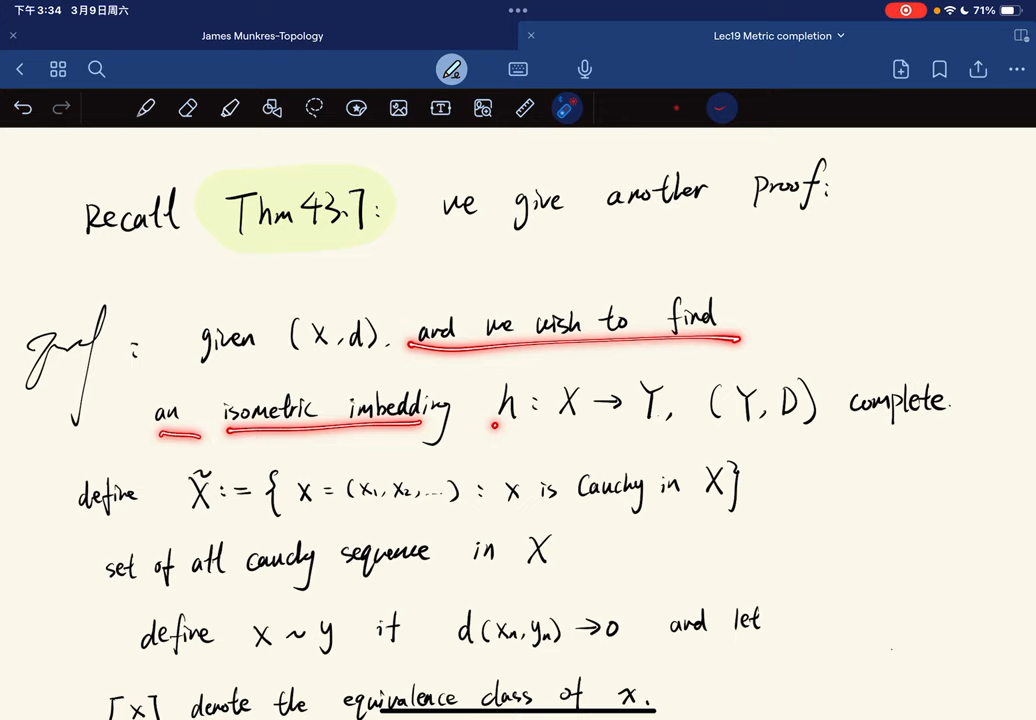 下午3:34 3月9日周六
71%
James Munkres-Topology
Lec19 Metric completion
Recall Thm 43.7: we give another proof:
proof: given (X,d). and we wish to find
an isometric imbedding h: X → Y, (Y, D) complete.
define X̃ := { x = (x₁, x₂, ...) : x is Cauchy in X}
set of all caucly sequence in X
define x ~ y if d(xₙ, yₙ) → 0 and let
[x] denote the equivalence class of x.